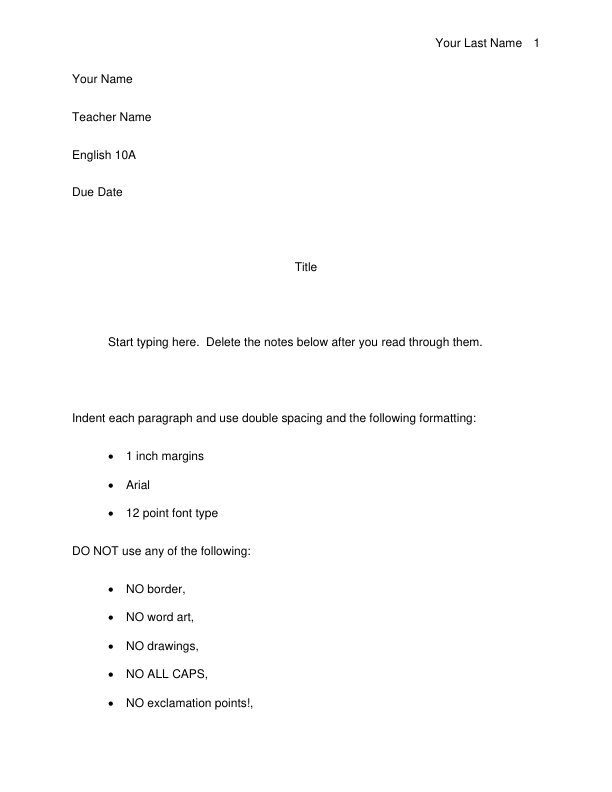 Your Last Name 1
Your Name
Teacher Name
English 10A
Due Date
Title
Start typing here.  Delete the notes below after you read through them.
Indent each paragraph and use double spacing and the following formatting:
• 1 inch margins
• Arial
• 12 point font type
DO NOT use any of the following:
• NO border,
• NO word art,
• NO drawings,
• NO ALL CAPS,
• NO exclamation points!,